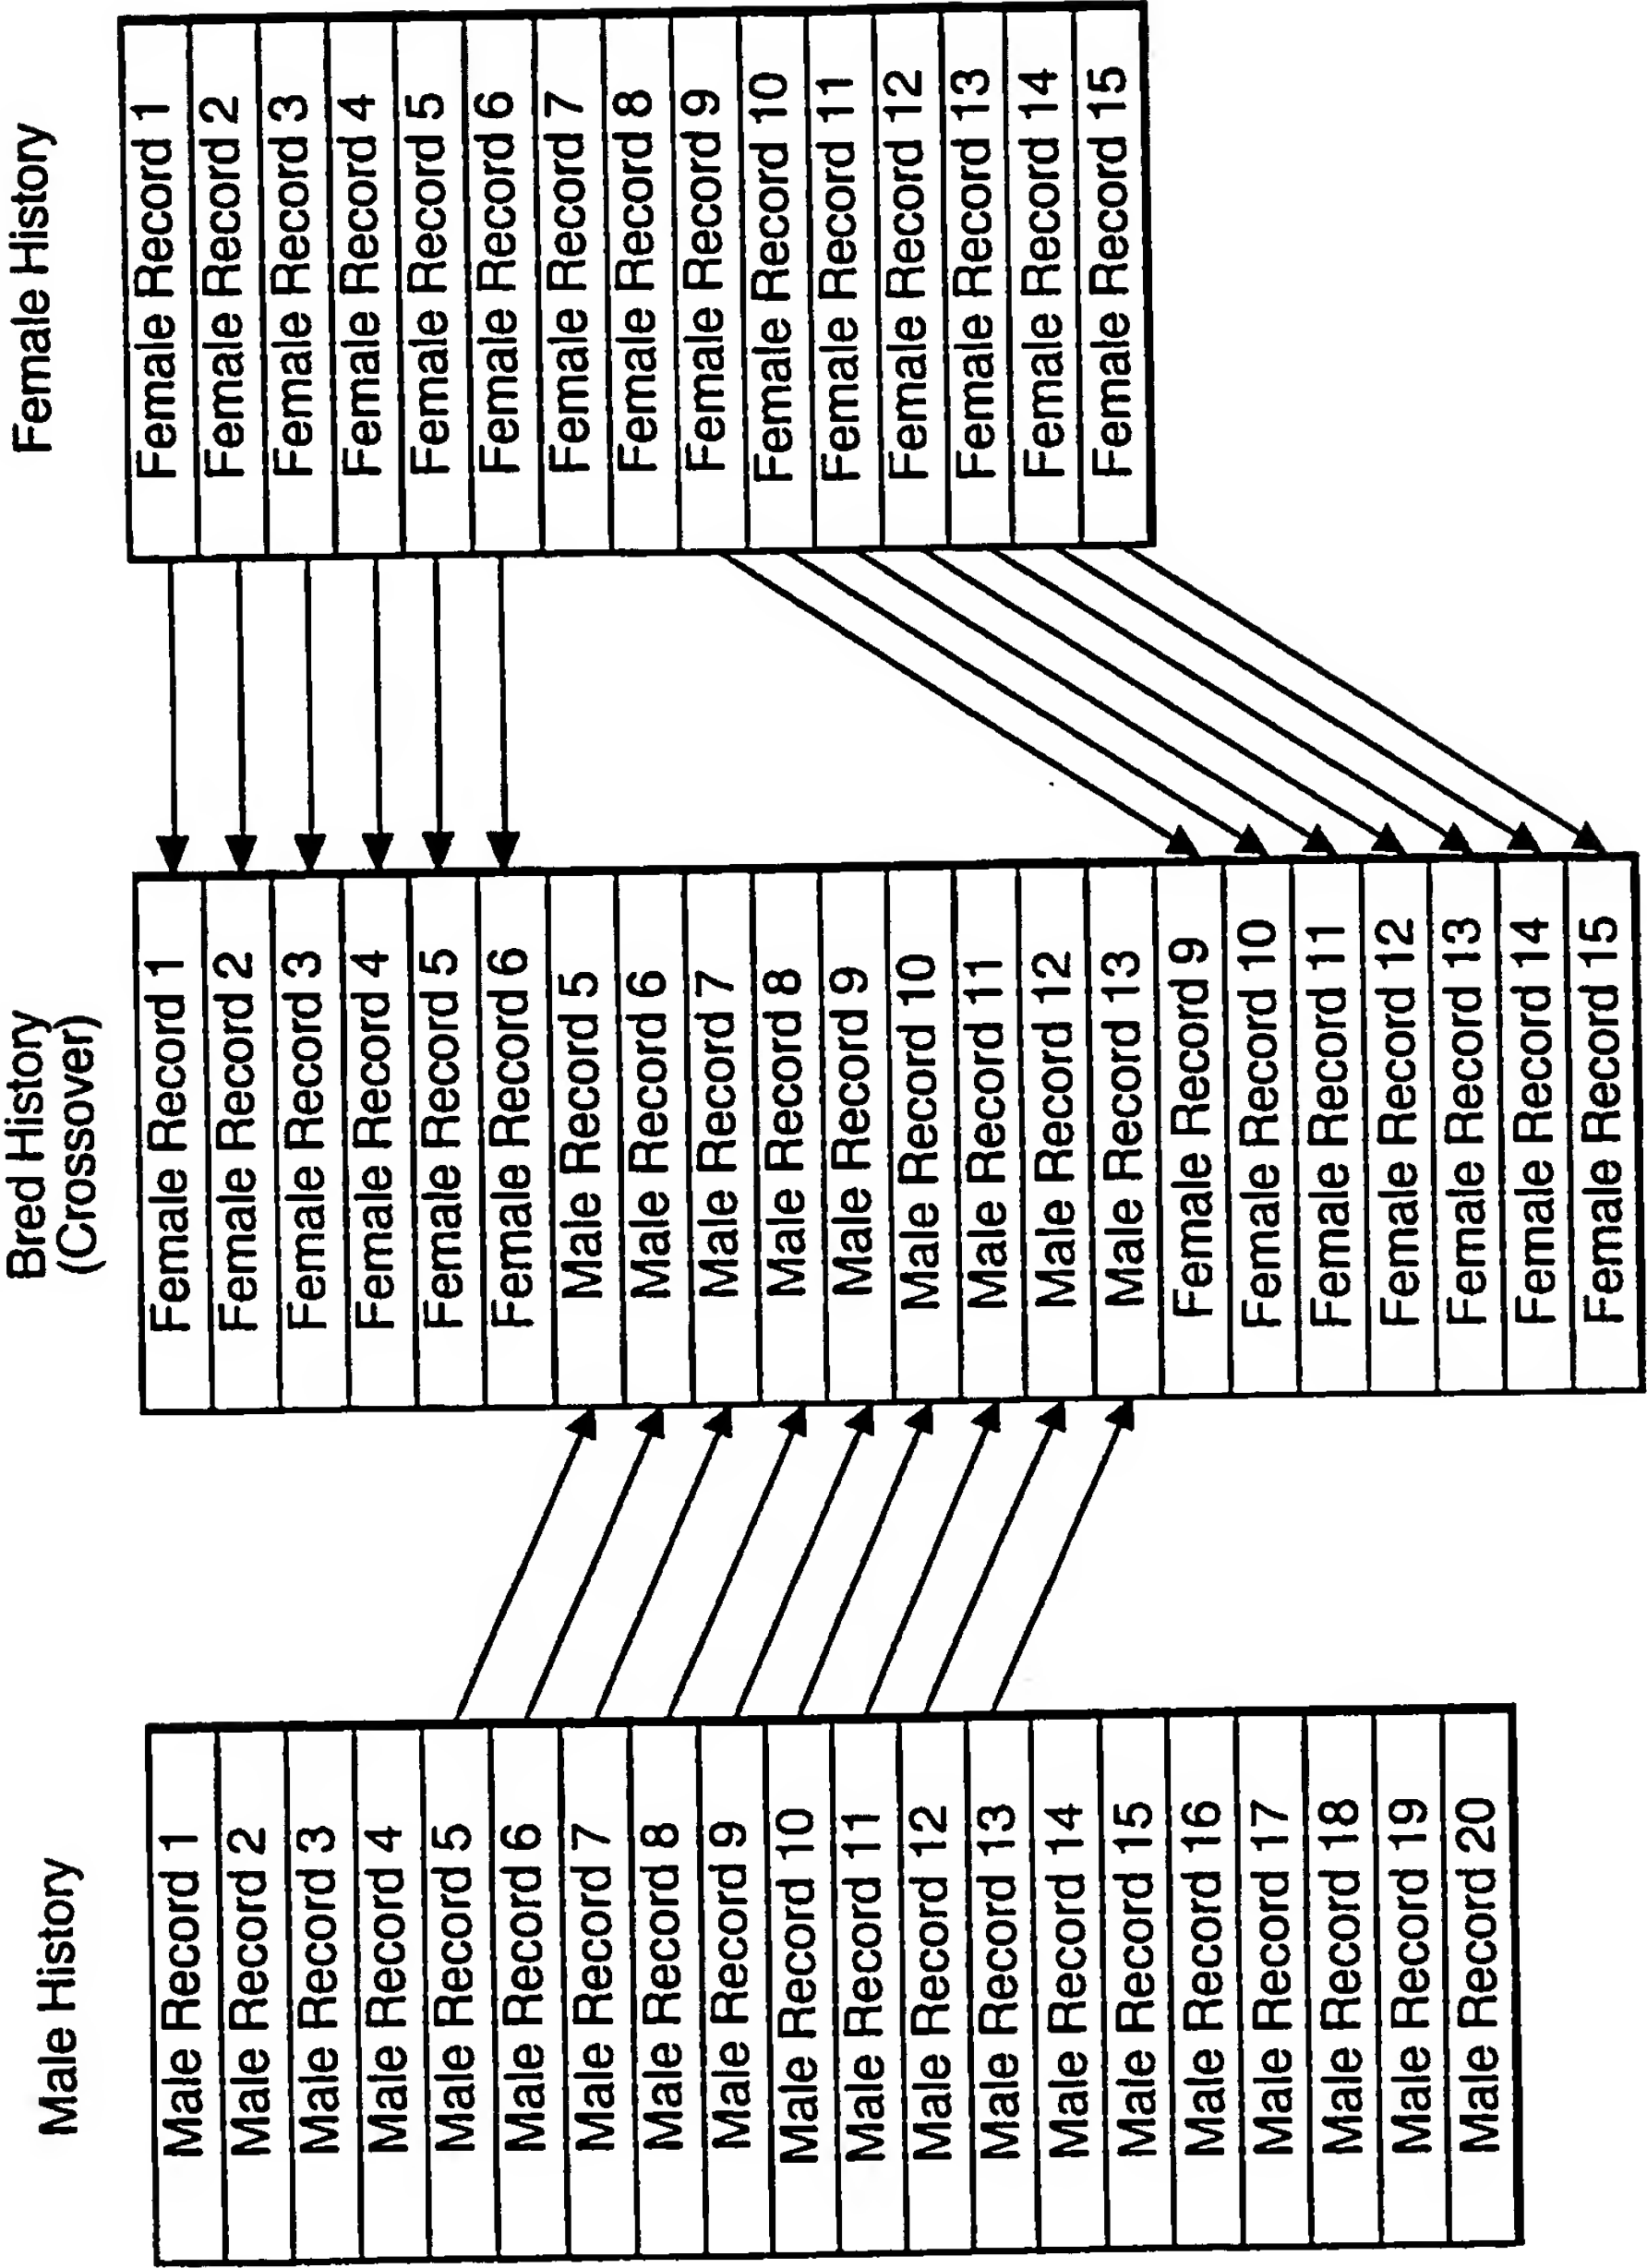 Male History
Male Record 1
Male Record 2
Male Record 3
Male Record 4
Male Record 5
Male Record 6
Male Record 7
Male Record 8
Male Record 9
Male Record 10
Male Record 11
Male Record 12
Male Record 13
Male Record 14
Male Record 15
Male Record 16
Male Record 17
Male Record 18
Male Record 19
Male Record 20
Bred History
(Crossover)
Female Record 1
Female Record 2
Female Record 3
Female Record 4
Female Record 5
Female Record 6
Male Record 5
Male Record 6
Male Record 7
Male Record 8
Male Record 9
Male Record 10
Male Record 11
Male Record 12
Male Record 13
Female Record 9
Female Record 10
Female Record 11
Female Record 12
Female Record 13
Female Record 14
Female Record 15
Female History
Female Record 1
Female Record 2
Female Record 3
Female Record 4
Female Record 5
Female Record 6
Female Record 7
Female Record 8
Female Record 9
Female Record 10
Female Record 11
Female Record 12
Female Record 13
Female Record 14
Female Record 15